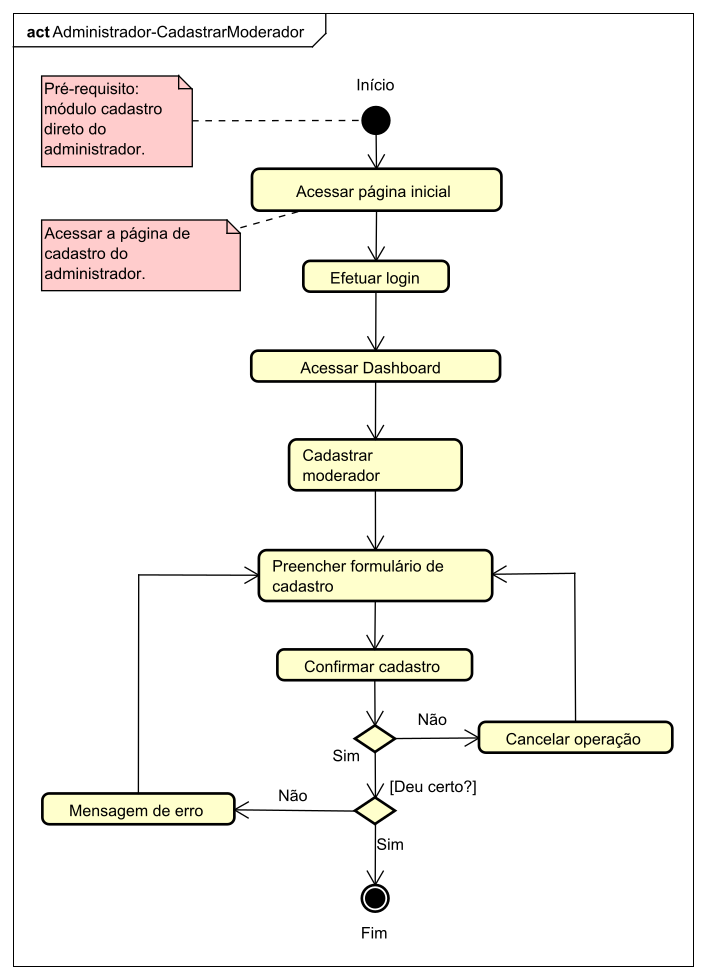 act Administrador-CadastrarModerador
Início
Pré-requisito:
módulo cadastro
direto do
administrador.
Acessar página inicial
Acessar a página de
cadastro do
administrador.
Efetuar login
Acessar Dashboard
Cadastrar
moderador
Preencher formulário de
cadastro
Confirmar cadastro
Não
Cancelar operação
Sim
[Deu certo?]
Não
Mensagem de erro
Sim
Fim